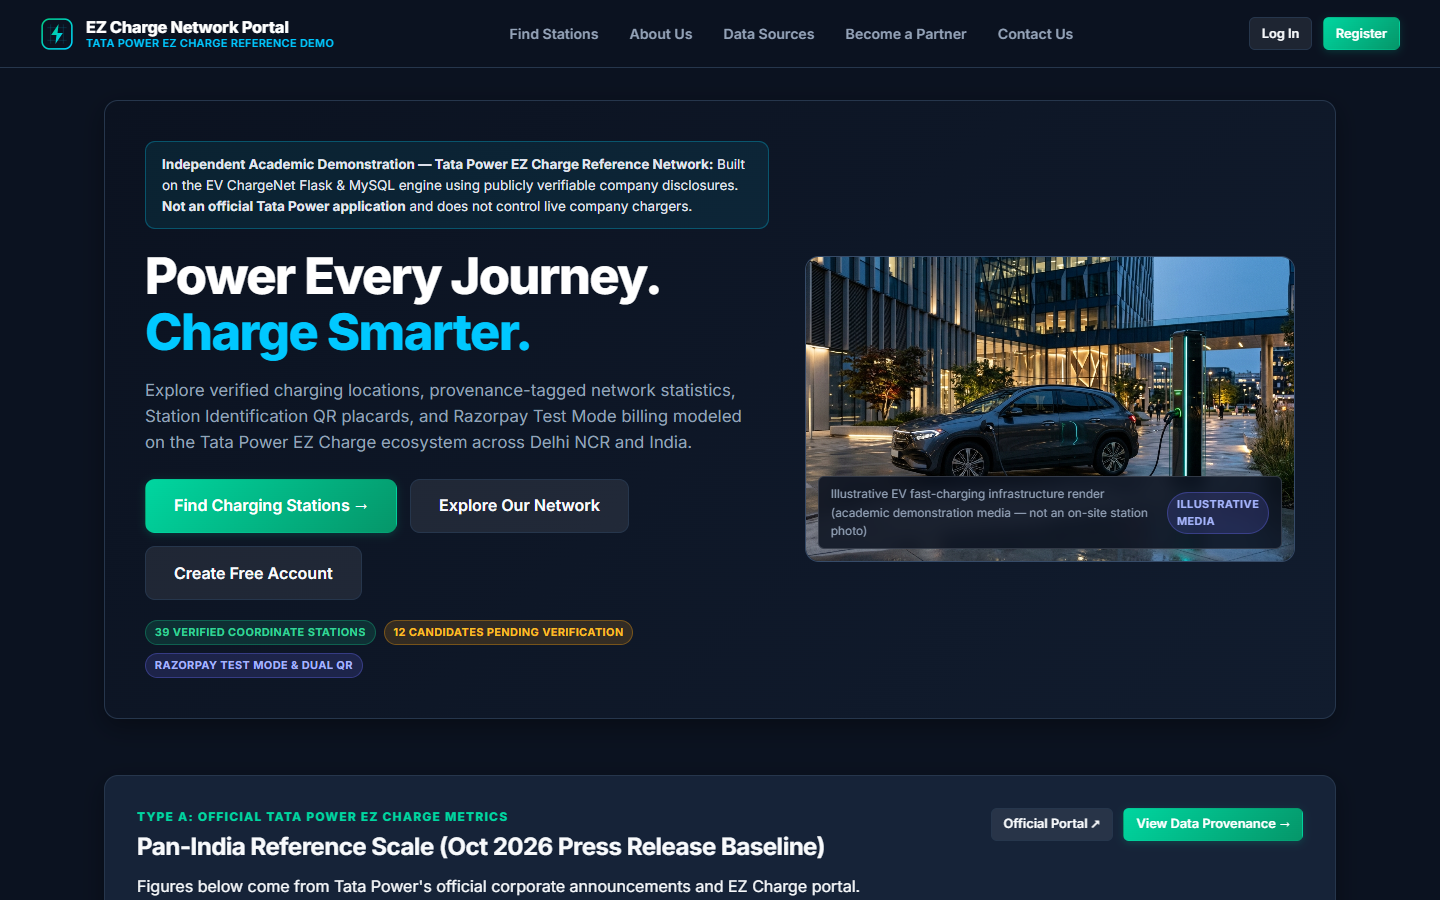 EZ Charge Network Portal
TATA POWER EZ CHARGE REFERENCE DEMO
Find Stations
About Us
Data Sources
Become a Partner
Contact Us
Log In
Register
Independent Academic Demonstration — Tata Power EZ Charge Reference Network: Built
on the EV ChargeNet Flask & MySQL engine using publicly verifiable company disclosures.
Not an official Tata Power application and does not control live company chargers.
Power Every Journey.
Charge Smarter.
Explore verified charging locations, provenance-tagged network statistics,
Station Identification QR placards, and Razorpay Test Mode billing modeled
on the Tata Power EZ Charge ecosystem across Delhi NCR and India.
Find Charging Stations →
Explore Our Network
Create Free Account
39 VERIFIED COORDINATE STATIONS
12 CANDIDATES PENDING VERIFICATION
RAZORPAY TEST MODE & DUAL QR
Illustrative EV fast-charging infrastructure render
(academic demonstration media — not an on-site station
photo)
ILLUSTRATIVE
MEDIA
TYPE A: OFFICIAL TATA POWER EZ CHARGE METRICS
Pan-India Reference Scale (Oct 2026 Press Release Baseline)
Official Portal ↗
View Data Provenance →
Figures below come from Tata Power's official corporate announcements and EZ Charge portal.